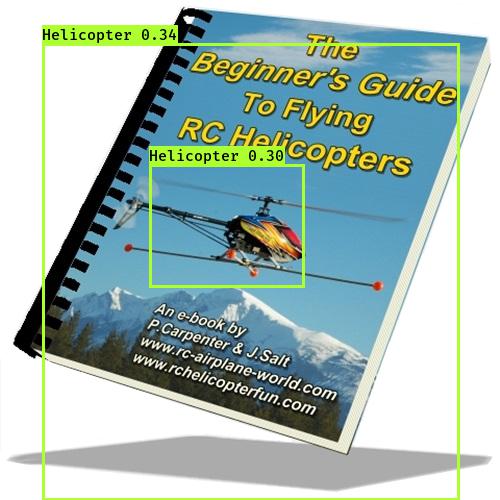 Helicopter 0.34
The
Beginner's Guide
To Flying
RC Helicopters
Helicopter 0.30
An e-book by
P.Carpenter & J.Salt
www.rc-airplane-world.com
www.rchelicopterfun.com